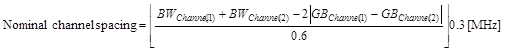 Nominal channel spacing = ⌊ (BW_Channel(1) + BW_Channel(2) − 2|GB_Channel(1) − GB_Channel(2)|) / 0.6 ⌋ 0.3 [MHz]